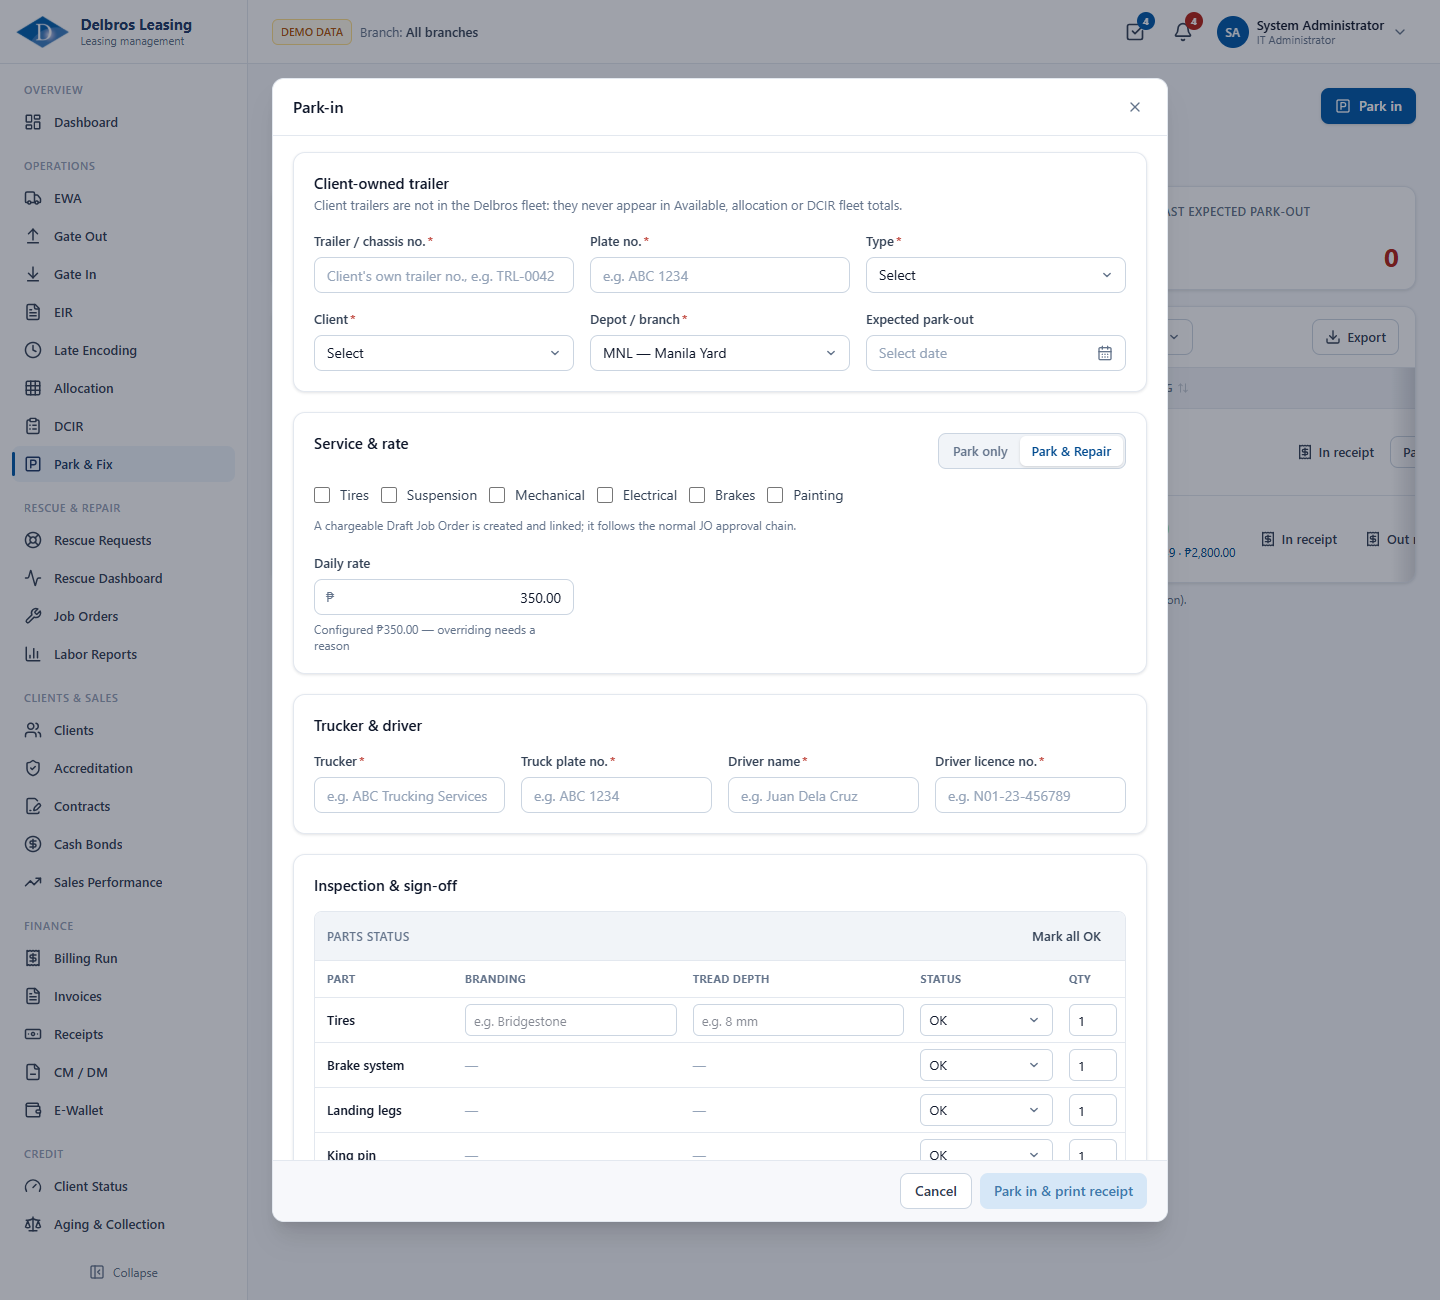 Delbros Leasing
Leasing management
DEMO DATA
Branch: All branches
4
4
SA
System Administrator
IT Administrator
OVERVIEW
Dashboard
OPERATIONS
EWA
Gate Out
Gate In
EIR
Late Encoding
Allocation
DCIR
Park & Fix
RESCUE & REPAIR
Rescue Requests
Rescue Dashboard
Job Orders
Labor Reports
CLIENTS & SALES
Clients
Accreditation
Contracts
Cash Bonds
Sales Performance
FINANCE
Billing Run
Invoices
Receipts
CM / DM
E-Wallet
CREDIT
Client Status
Aging & Collection
Collapse
Park in
EXPECTED PARK-OUT
0
Export
In receipt
9 · ₱2,800.00
In receipt
Out
Park-in
Client-owned trailer
Client trailers are not in the Delbros fleet: they never appear in Available, allocation or DCIR fleet totals.
Trailer / chassis no.* Plate no.* Type*
Client's own trailer no., e.g. TRL-0042 e.g. ABC 1234 Select
Client* Depot / branch* Expected park-out
Select MNL — Manila Yard Select date
Service & rate
Park only Park & Repair
Tires Suspension Mechanical Electrical Brakes Painting
A chargeable Draft Job Order is created and linked; it follows the normal JO approval chain.
Daily rate
₱ 350.00
Configured ₱350.00 — overriding needs a
reason
Trucker & driver
Trucker* Truck plate no.* Driver name* Driver licence no.*
e.g. ABC Trucking Services e.g. ABC 1234 e.g. Juan Dela Cruz e.g. N01-23-456789
Inspection & sign-off
PARTS STATUS Mark all OK
PART BRANDING TREAD DEPTH STATUS QTY
Tires e.g. Bridgestone e.g. 8 mm OK 1
Brake system — — OK 1
Landing legs — — OK 1
King pin — — OK 1
Cancel Park in & print receipt